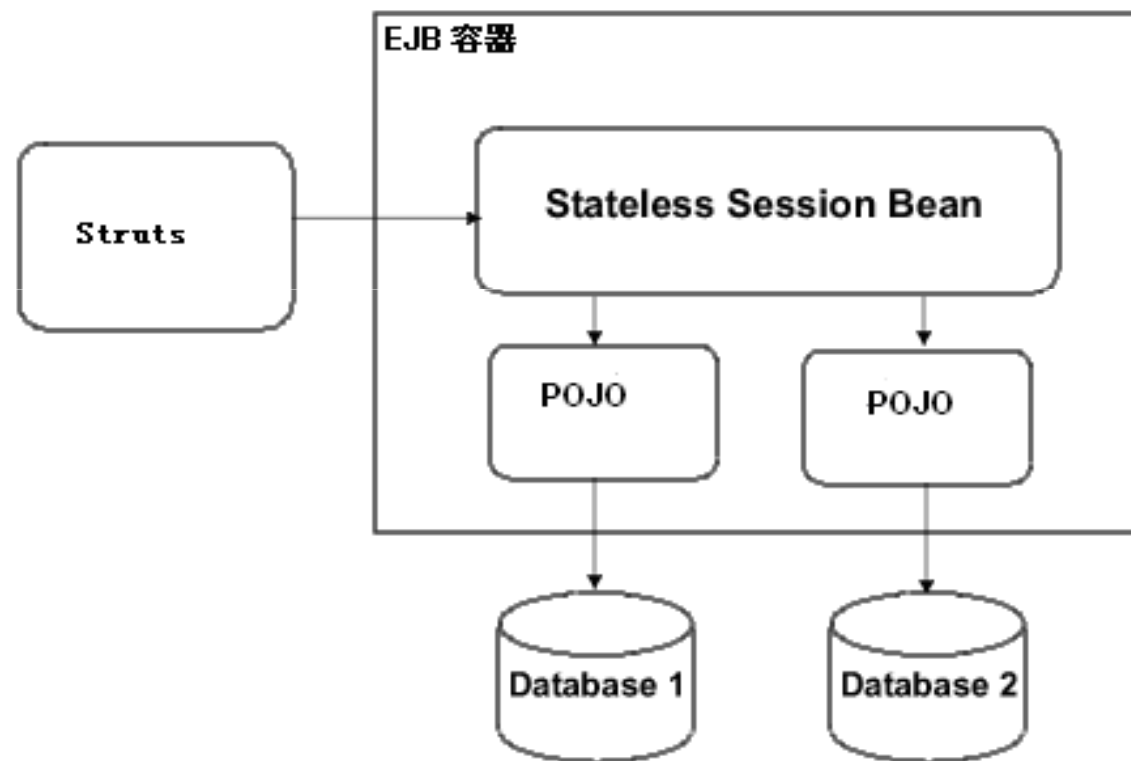 EJB 容器
Stateless Session Bean
Struts
POJO
POJO
Database 1
Database 2